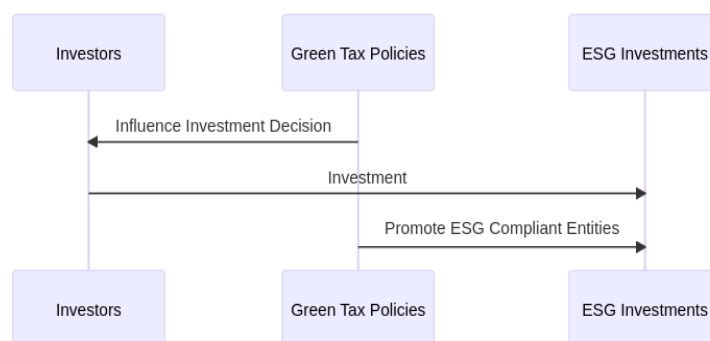 Investors
Green Tax Policies
ESG Investments
Influence Investment Decision
Investment
Promote ESG Compliant Entities
Investors
Green Tax Policies
ESG Investments